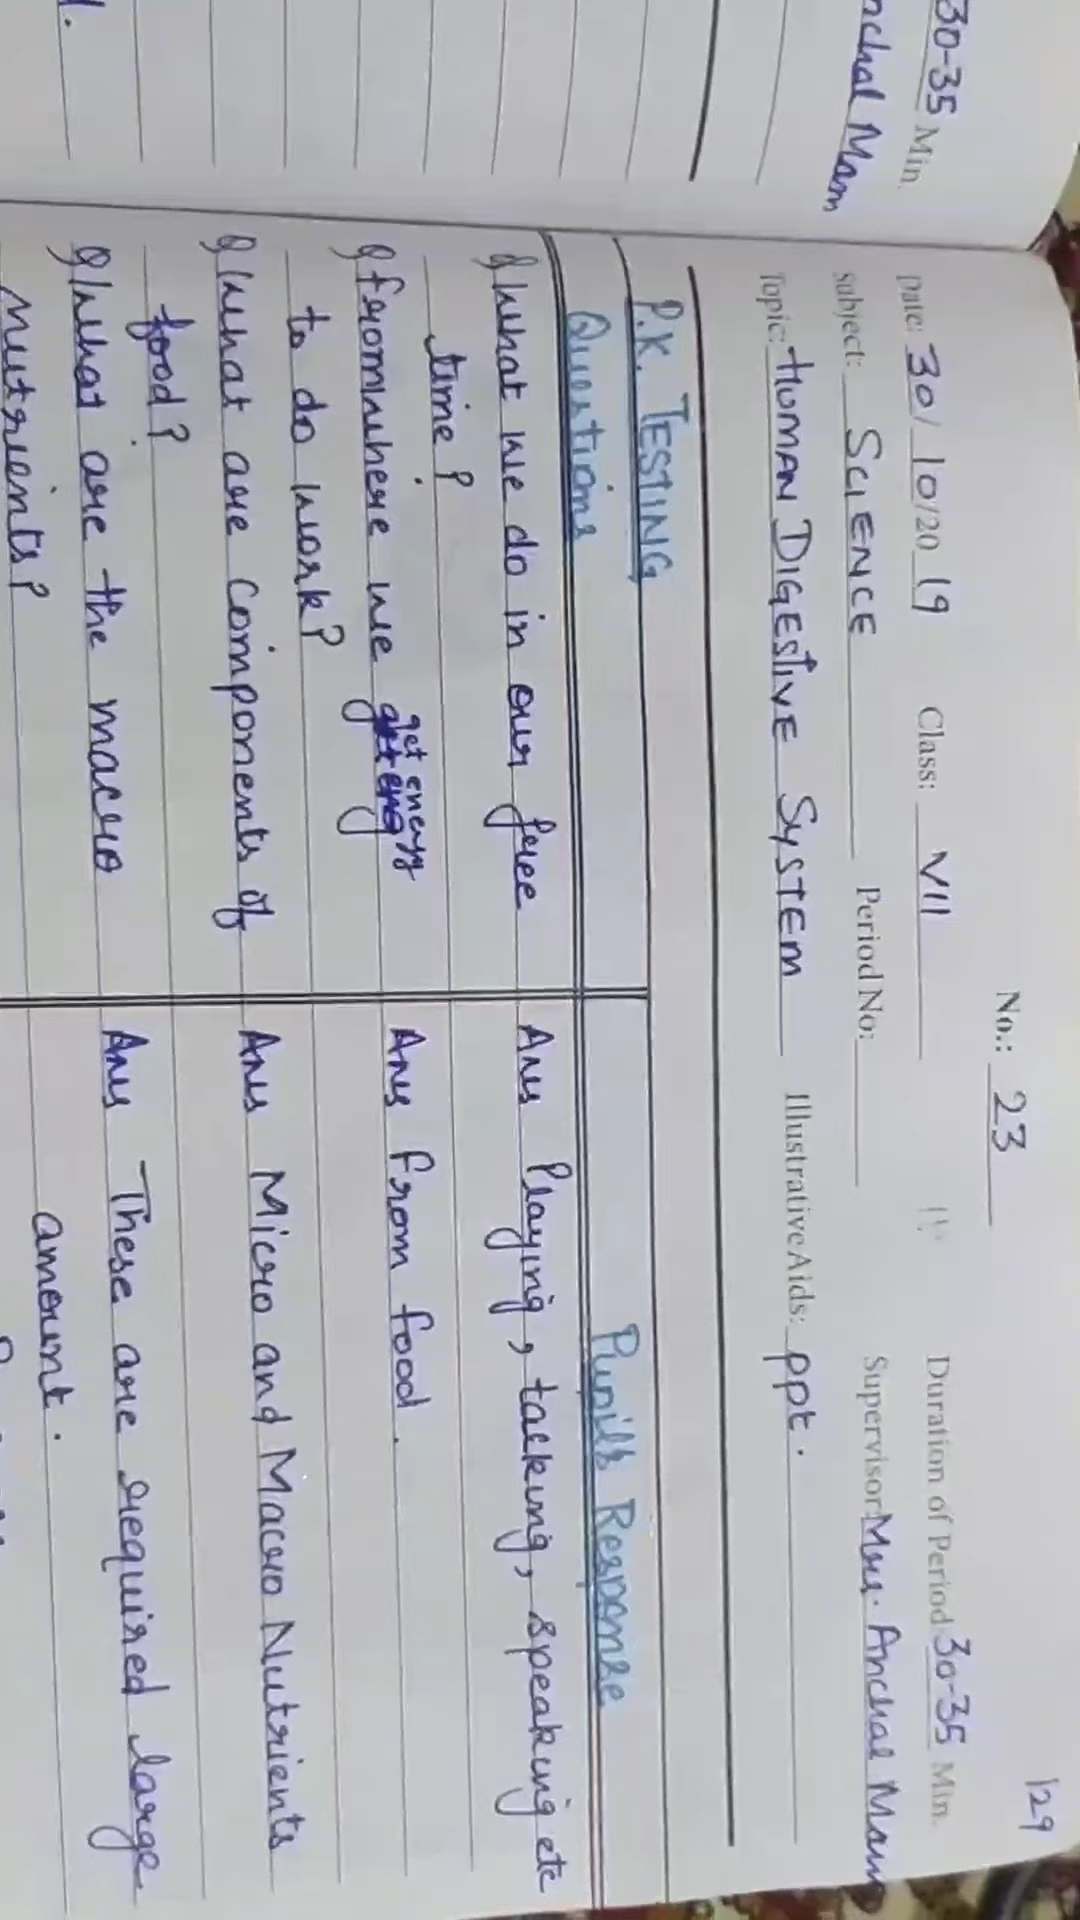 30-35 Min.
nchal Mam
129
No.: 23
Date: 30/10/2019 Class: VII Duration of Period 30-35 Min.
Subject: SCIENCE Period No: Supervisor: Mrs. Anchal Mam
Topic: HUMAN DIGESTIVE SYSTEM Illustrative Aids: PPt.
P.K. TESTING
Questions Pupil's Response
Q What we do in our free Ans Playing, talking, speaking etc
time?
get energy
Q fromwhere we Ans From food.
to do work?
Q What are components of Ans Micro and Macro Nutrients
food?
Q What are the macro Ans These are required large
nutrients? amount.